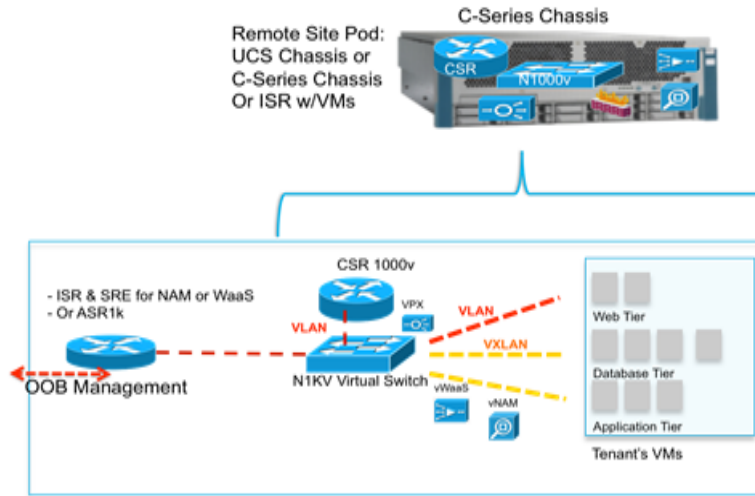 C-Series Chassis
Remote Site Pod:
UCS Chassis or
C-Series Chassis
Or ISR w/VMs
CSR
N1000v
CSR 1000v
- ISR & SRE for NAM or WaaS
- Or ASR1k
VPX
VLAN
VLAN
VXLAN
OOB Management
N1KV Virtual Switch
vWaaS
vNAM
Web Tier
Database Tier
Application Tier
Tenant's VMs